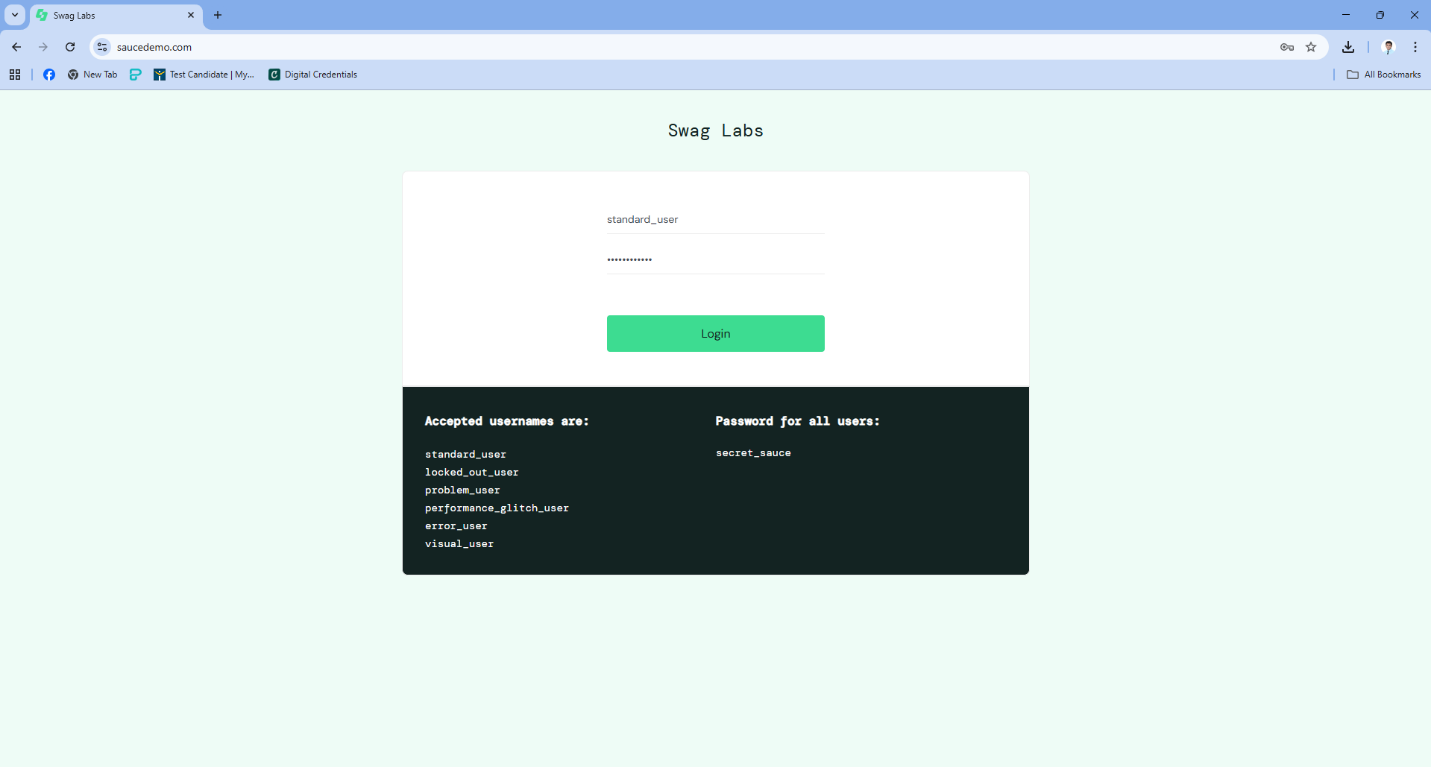 Swag Labs
saucedemo.com
New Tab
Test Candidate | My...
Digital Credentials
All Bookmarks
Swag Labs
standard_user
••••••••••••
Login
Accepted usernames are:
standard_user
locked_out_user
problem_user
performance_glitch_user
error_user
visual_user
Password for all users:
secret_sauce